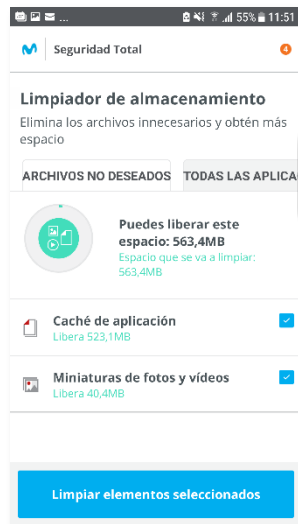 ... 55% 11:51
Seguridad Total 4
Limpiador de almacenamiento
Elimina los archivos innecesarios y obtén más
espacio
ARCHIVOS NO DESEADOS TODAS LAS APLICA
Puedes liberar este
espacio: 563,4MB
Espacio que se va a limpiar:
563,4MB
Caché de aplicación
Libera 523,1MB
Miniaturas de fotos y vídeos
Libera 40,4MB
Limpiar elementos seleccionados